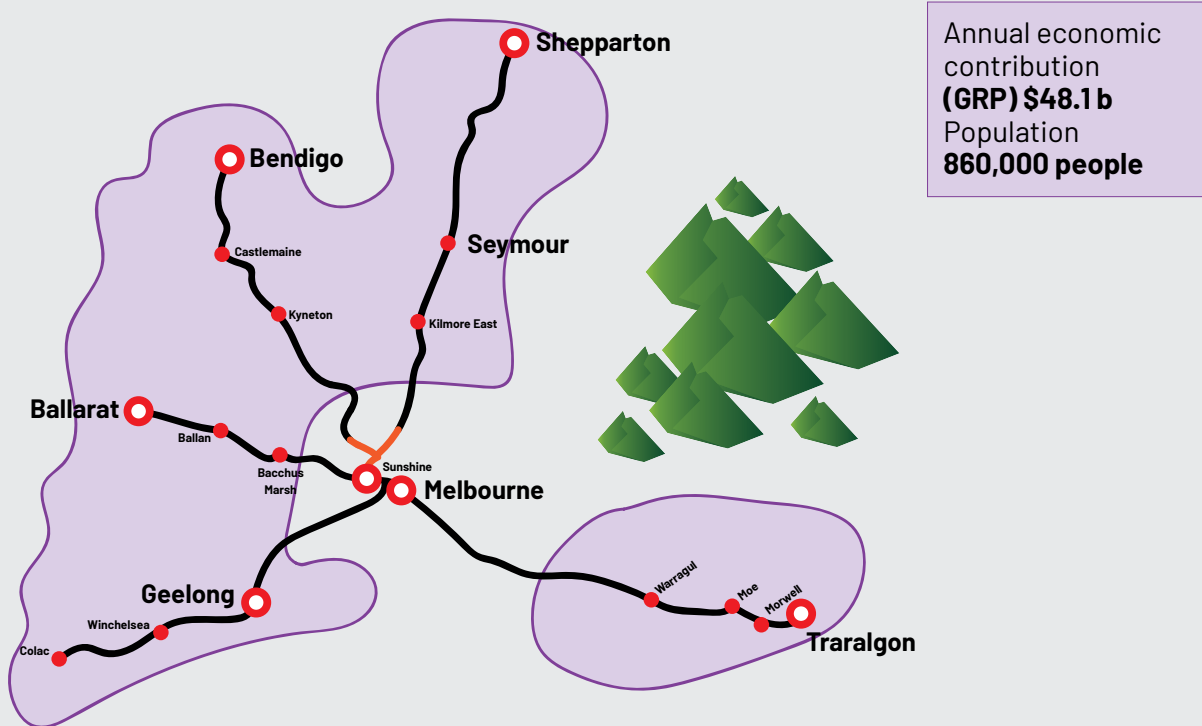 Shepparton
Annual economic
contribution
(GRP) $48.1 b
Population
860,000 people
Bendigo
Seymour
Castlemaine
Kyneton
Kilmore East
Ballarat
Ballan
Bacchus
Marsh
Sunshine
Melbourne
Geelong
Winchelsea
Colac
Warragul
Moe
Morwell
Traralgon